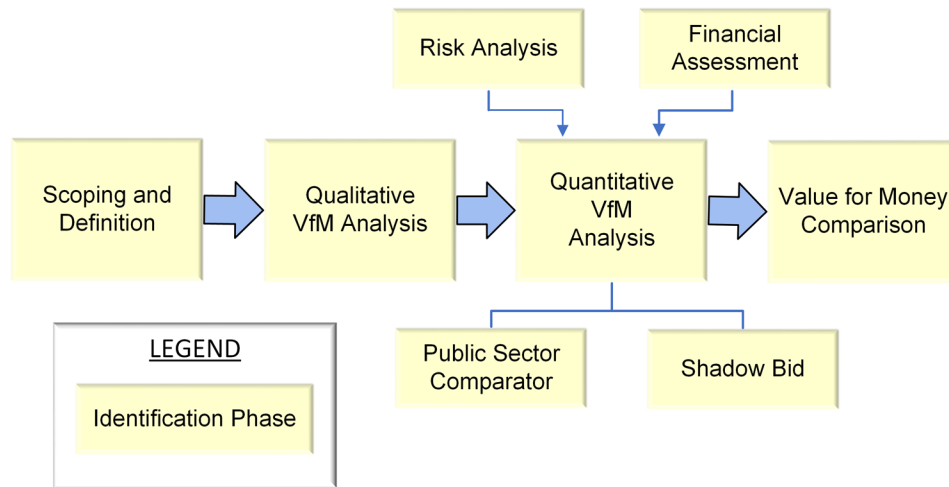 Risk Analysis
Financial
Assessment
Scoping and
Definition
Qualitative
VfM Analysis
Quantitative
VfM
Analysis
Value for Money
Comparison
LEGEND
Identification Phase
Public Sector
Comparator
Shadow Bid